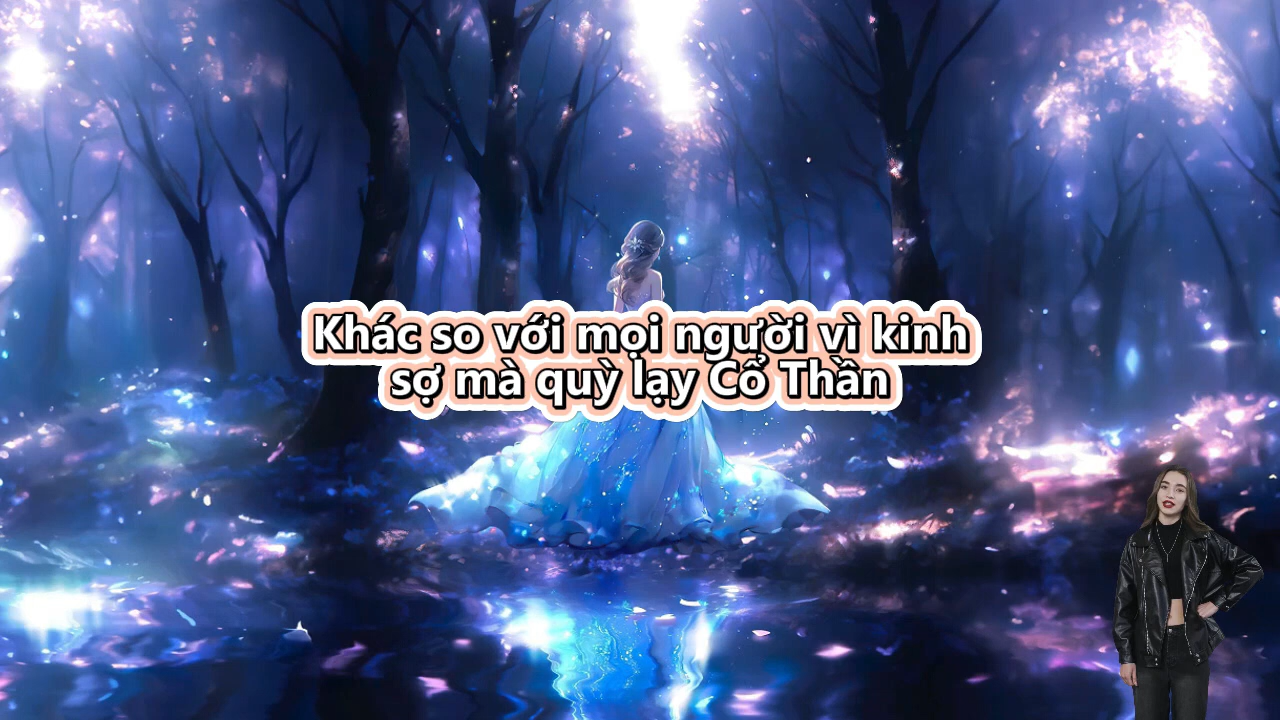 Khác so với mọi người vì kinh
sợ mà quỳ lạy Cổ Thần